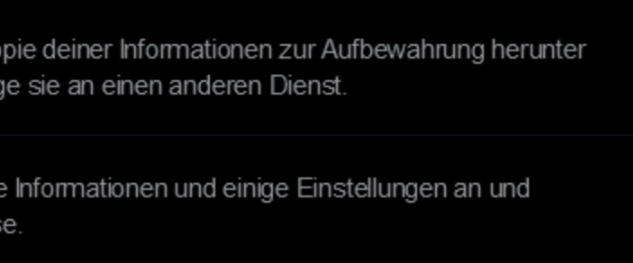 opie deiner Informationen zur Aufbewahrung herunter
ge sie an einen anderen Dienst.
e Informationen und einige Einstellungen an und
se.